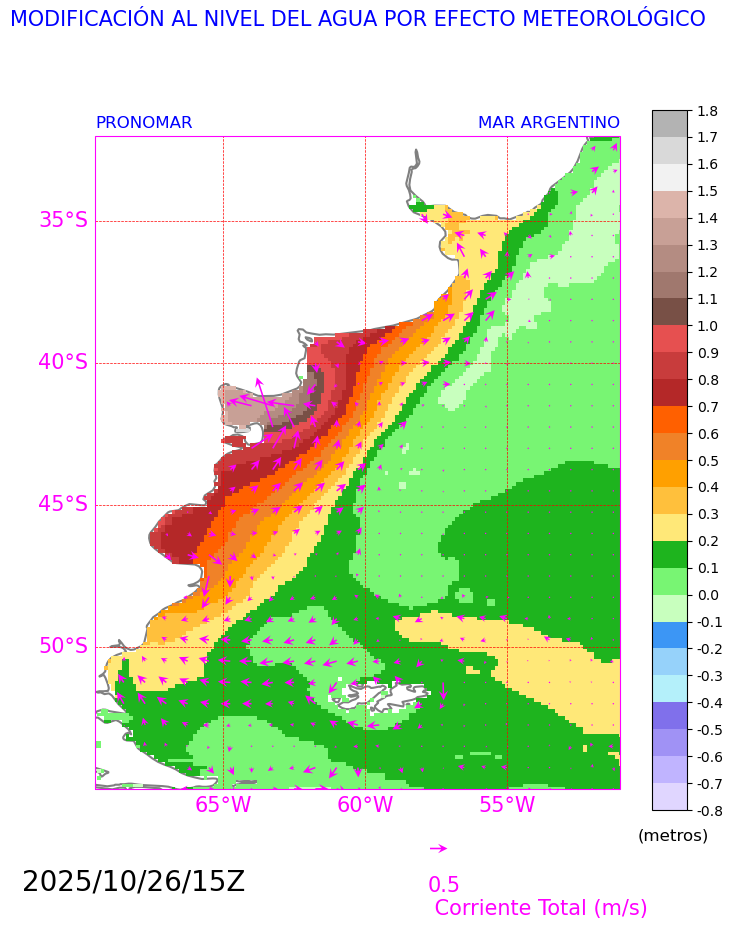 MODIFICACIÓN AL NIVEL DEL AGUA POR EFECTO METEOROLÓGICO
PRONOMAR MAR ARGENTINO
35°S
40°S
45°S
50°S
65°W 60°W 55°W
1.8
1.7
1.6
1.5
1.4
1.3
1.2
1.1
1.0
0.9
0.8
0.7
0.6
0.5
0.4
0.3
0.2
0.1
0.0
-0.1
-0.2
-0.3
-0.4
-0.5
-0.6
-0.7
-0.8
(metros)
2025/10/26/15Z
0.5
Corriente Total (m/s)